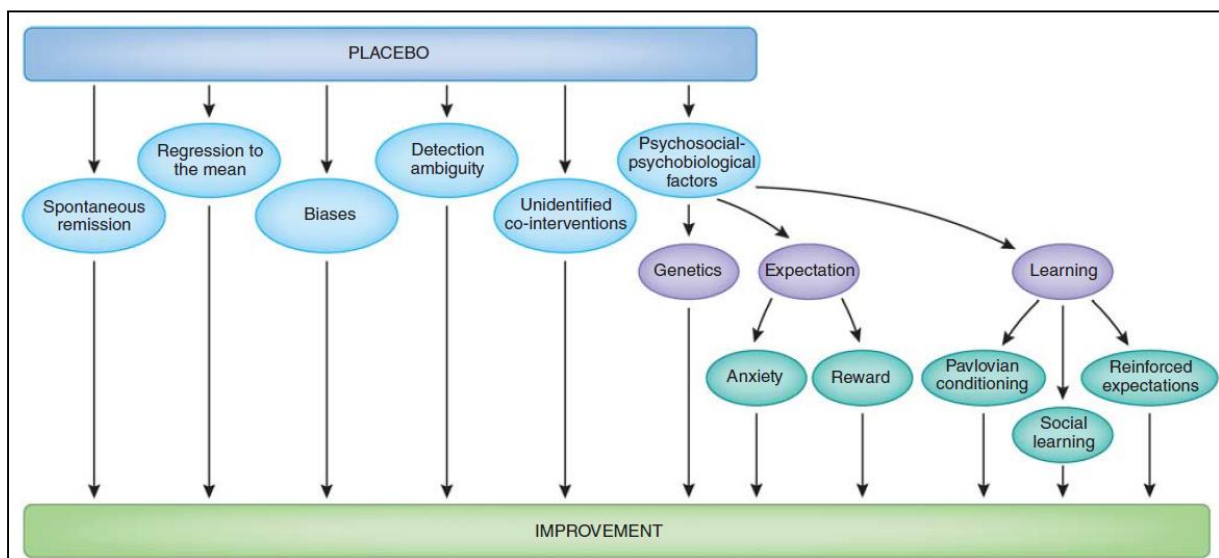 PLACEBO
Regression to
the mean
Detection
ambiguity
Psychosocial-
psychobiological
factors
Spontaneous
remission
Biases
Unidentified
co-interventions
Genetics
Expectation
Learning
Anxiety
Reward
Pavlovian
conditioning
Reinforced
expectations
Social
learning
IMPROVEMENT